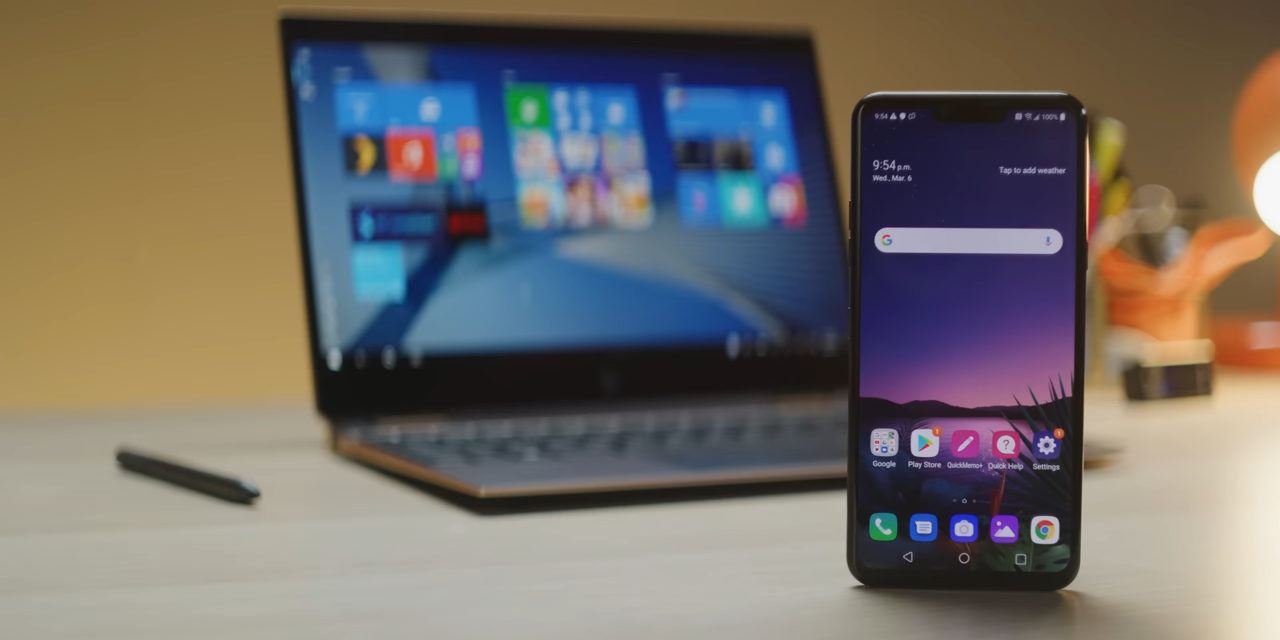 9:54
100%
9:54 p.m.
Wed., Mar. 6
Tap to add weather
Google
Play Store
QuickMemo+
Quick Help
Settings